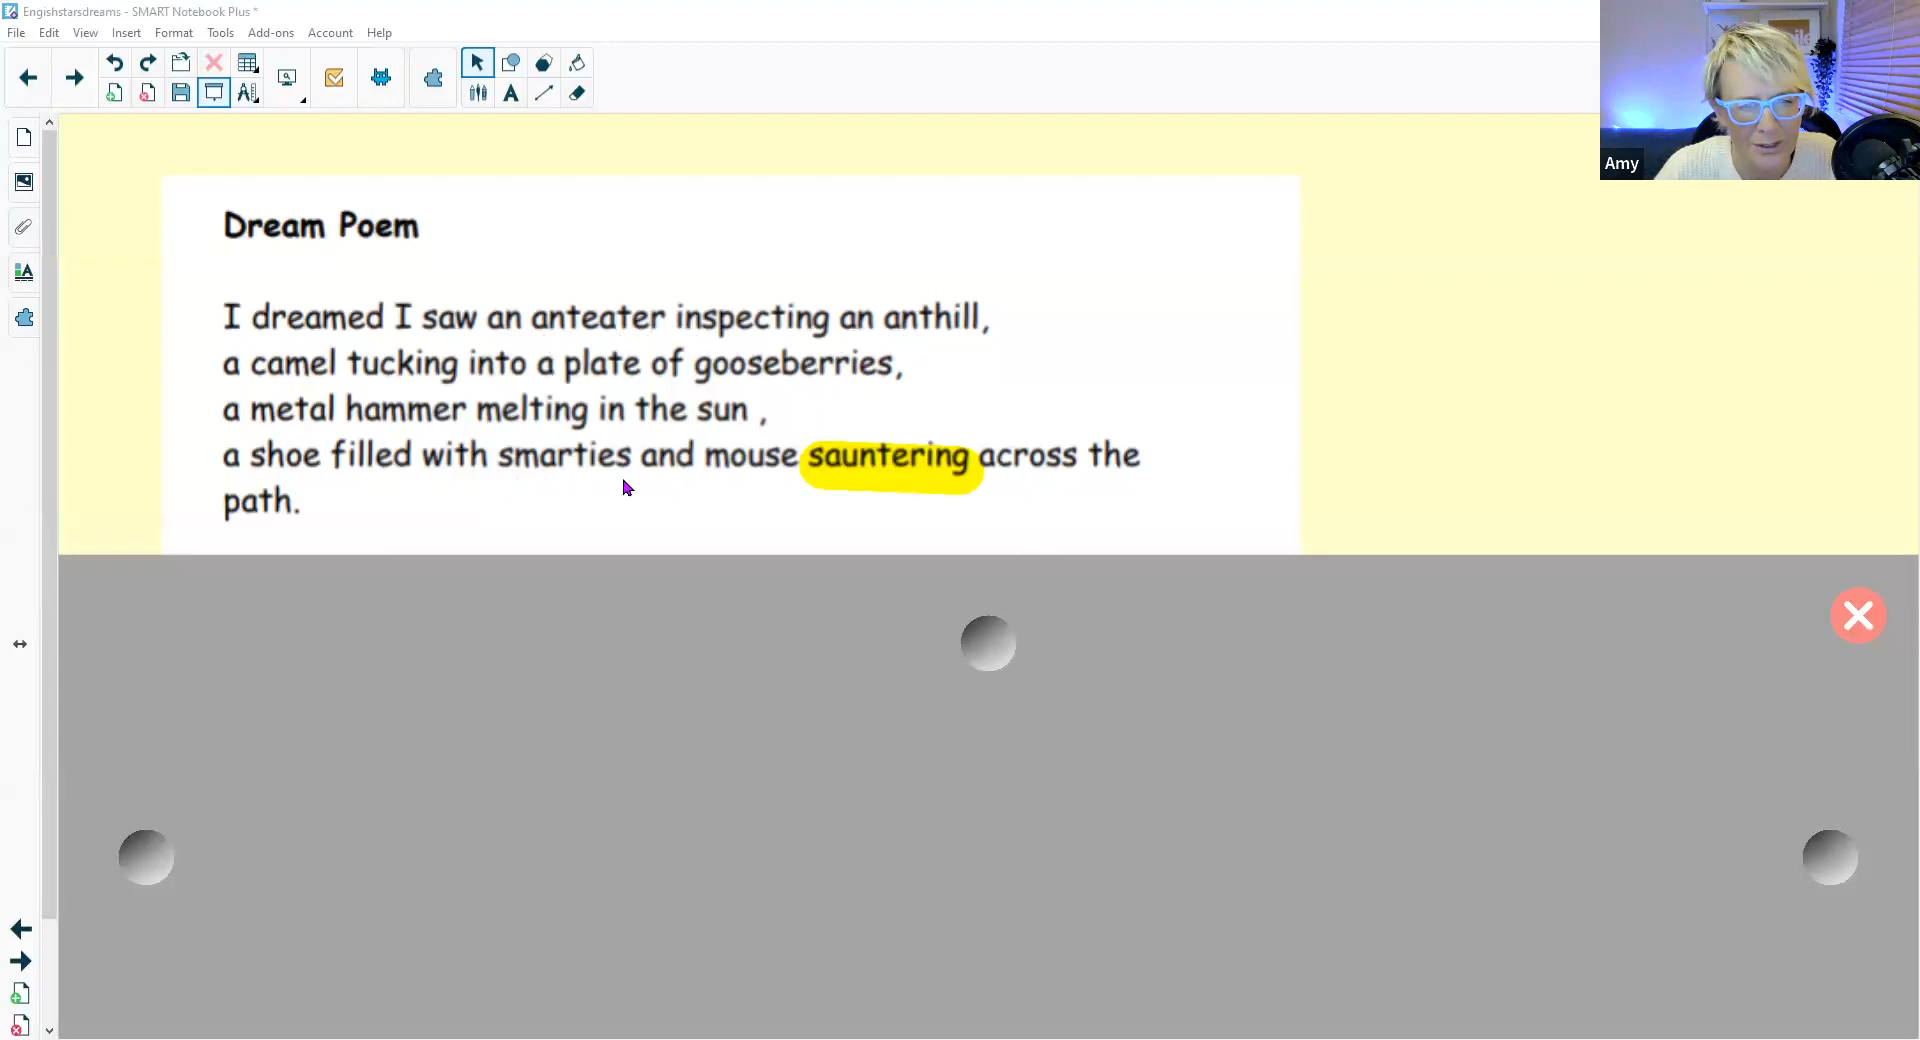 Engishstarsdreams - SMART Notebook Plus *
File Edit View Insert Format Tools Add-ons Account Help
Amy
Dream Poem
I dreamed I saw an anteater inspecting an anthill,
a camel tucking into a plate of gooseberries,
a metal hammer melting in the sun ,
a shoe filled with smarties and mouse sauntering across the
path.